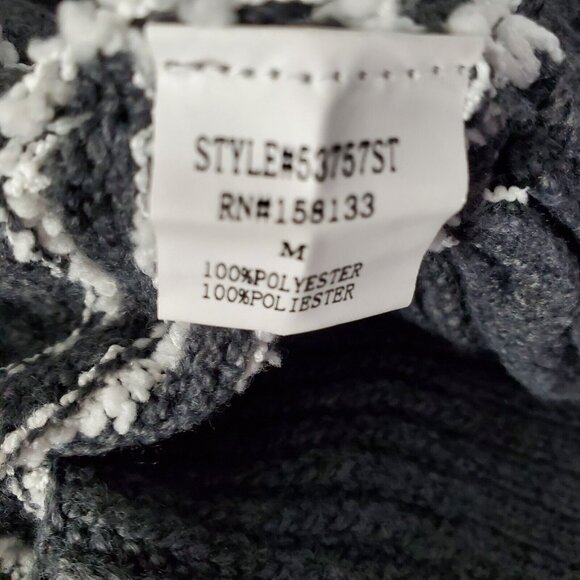 STYLE#53757ST
RN#158133
M
100%POLYESTER
100%POLIESTER